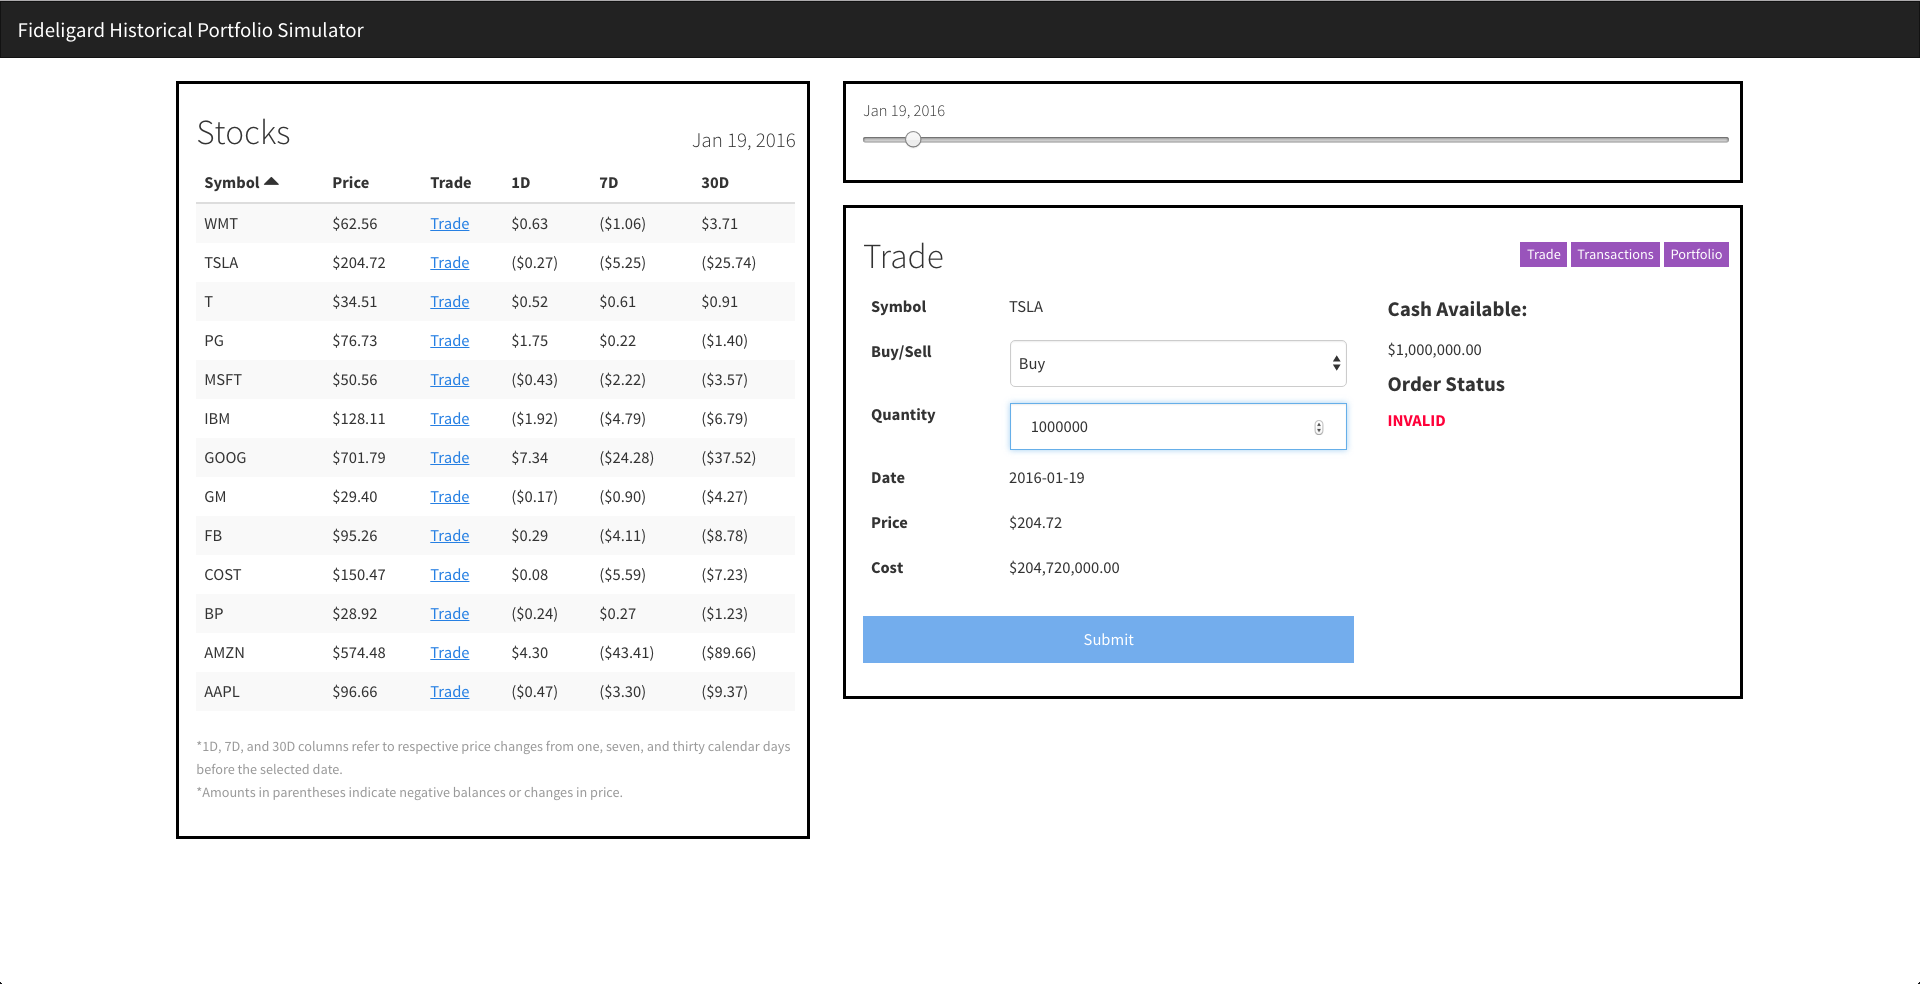 Fideligard Historical Portfolio Simulator
Stocks
Jan 19, 2016
Symbol Price Trade 1D 7D 30D
WMT $62.56 Trade $0.63 ($1.06) $3.71
TSLA $204.72 Trade ($0.27) ($5.25) ($25.74)
T $34.51 Trade $0.52 $0.61 $0.91
PG $76.73 Trade $1.75 $0.22 ($1.40)
MSFT $50.56 Trade ($0.43) ($2.22) ($3.57)
IBM $128.11 Trade ($1.92) ($4.79) ($6.79)
GOOG $701.79 Trade $7.34 ($24.28) ($37.52)
GM $29.40 Trade ($0.17) ($0.90) ($4.27)
FB $95.26 Trade $0.29 ($4.11) ($8.78)
COST $150.47 Trade $0.08 ($5.59) ($7.23)
BP $28.92 Trade ($0.24) $0.27 ($1.23)
AMZN $574.48 Trade $4.30 ($43.41) ($89.66)
AAPL $96.66 Trade ($0.47) ($3.30) ($9.37)
*1D, 7D, and 30D columns refer to respective price changes from one, seven, and thirty calendar days
before the selected date.
*Amounts in parentheses indicate negative balances or changes in price.
Jan 19, 2016
Trade
Trade Transactions Portfolio
Symbol TSLA
Buy/Sell Buy
Quantity 1000000
Date 2016-01-19
Price $204.72
Cost $204,720,000.00
Submit
Cash Available:
$1,000,000.00
Order Status
INVALID